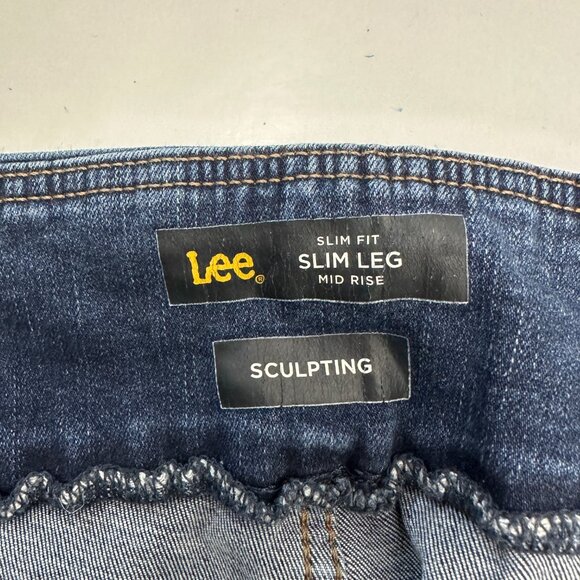 Lee®
SLIM FIT
SLIM LEG
MID RISE
SCULPTING